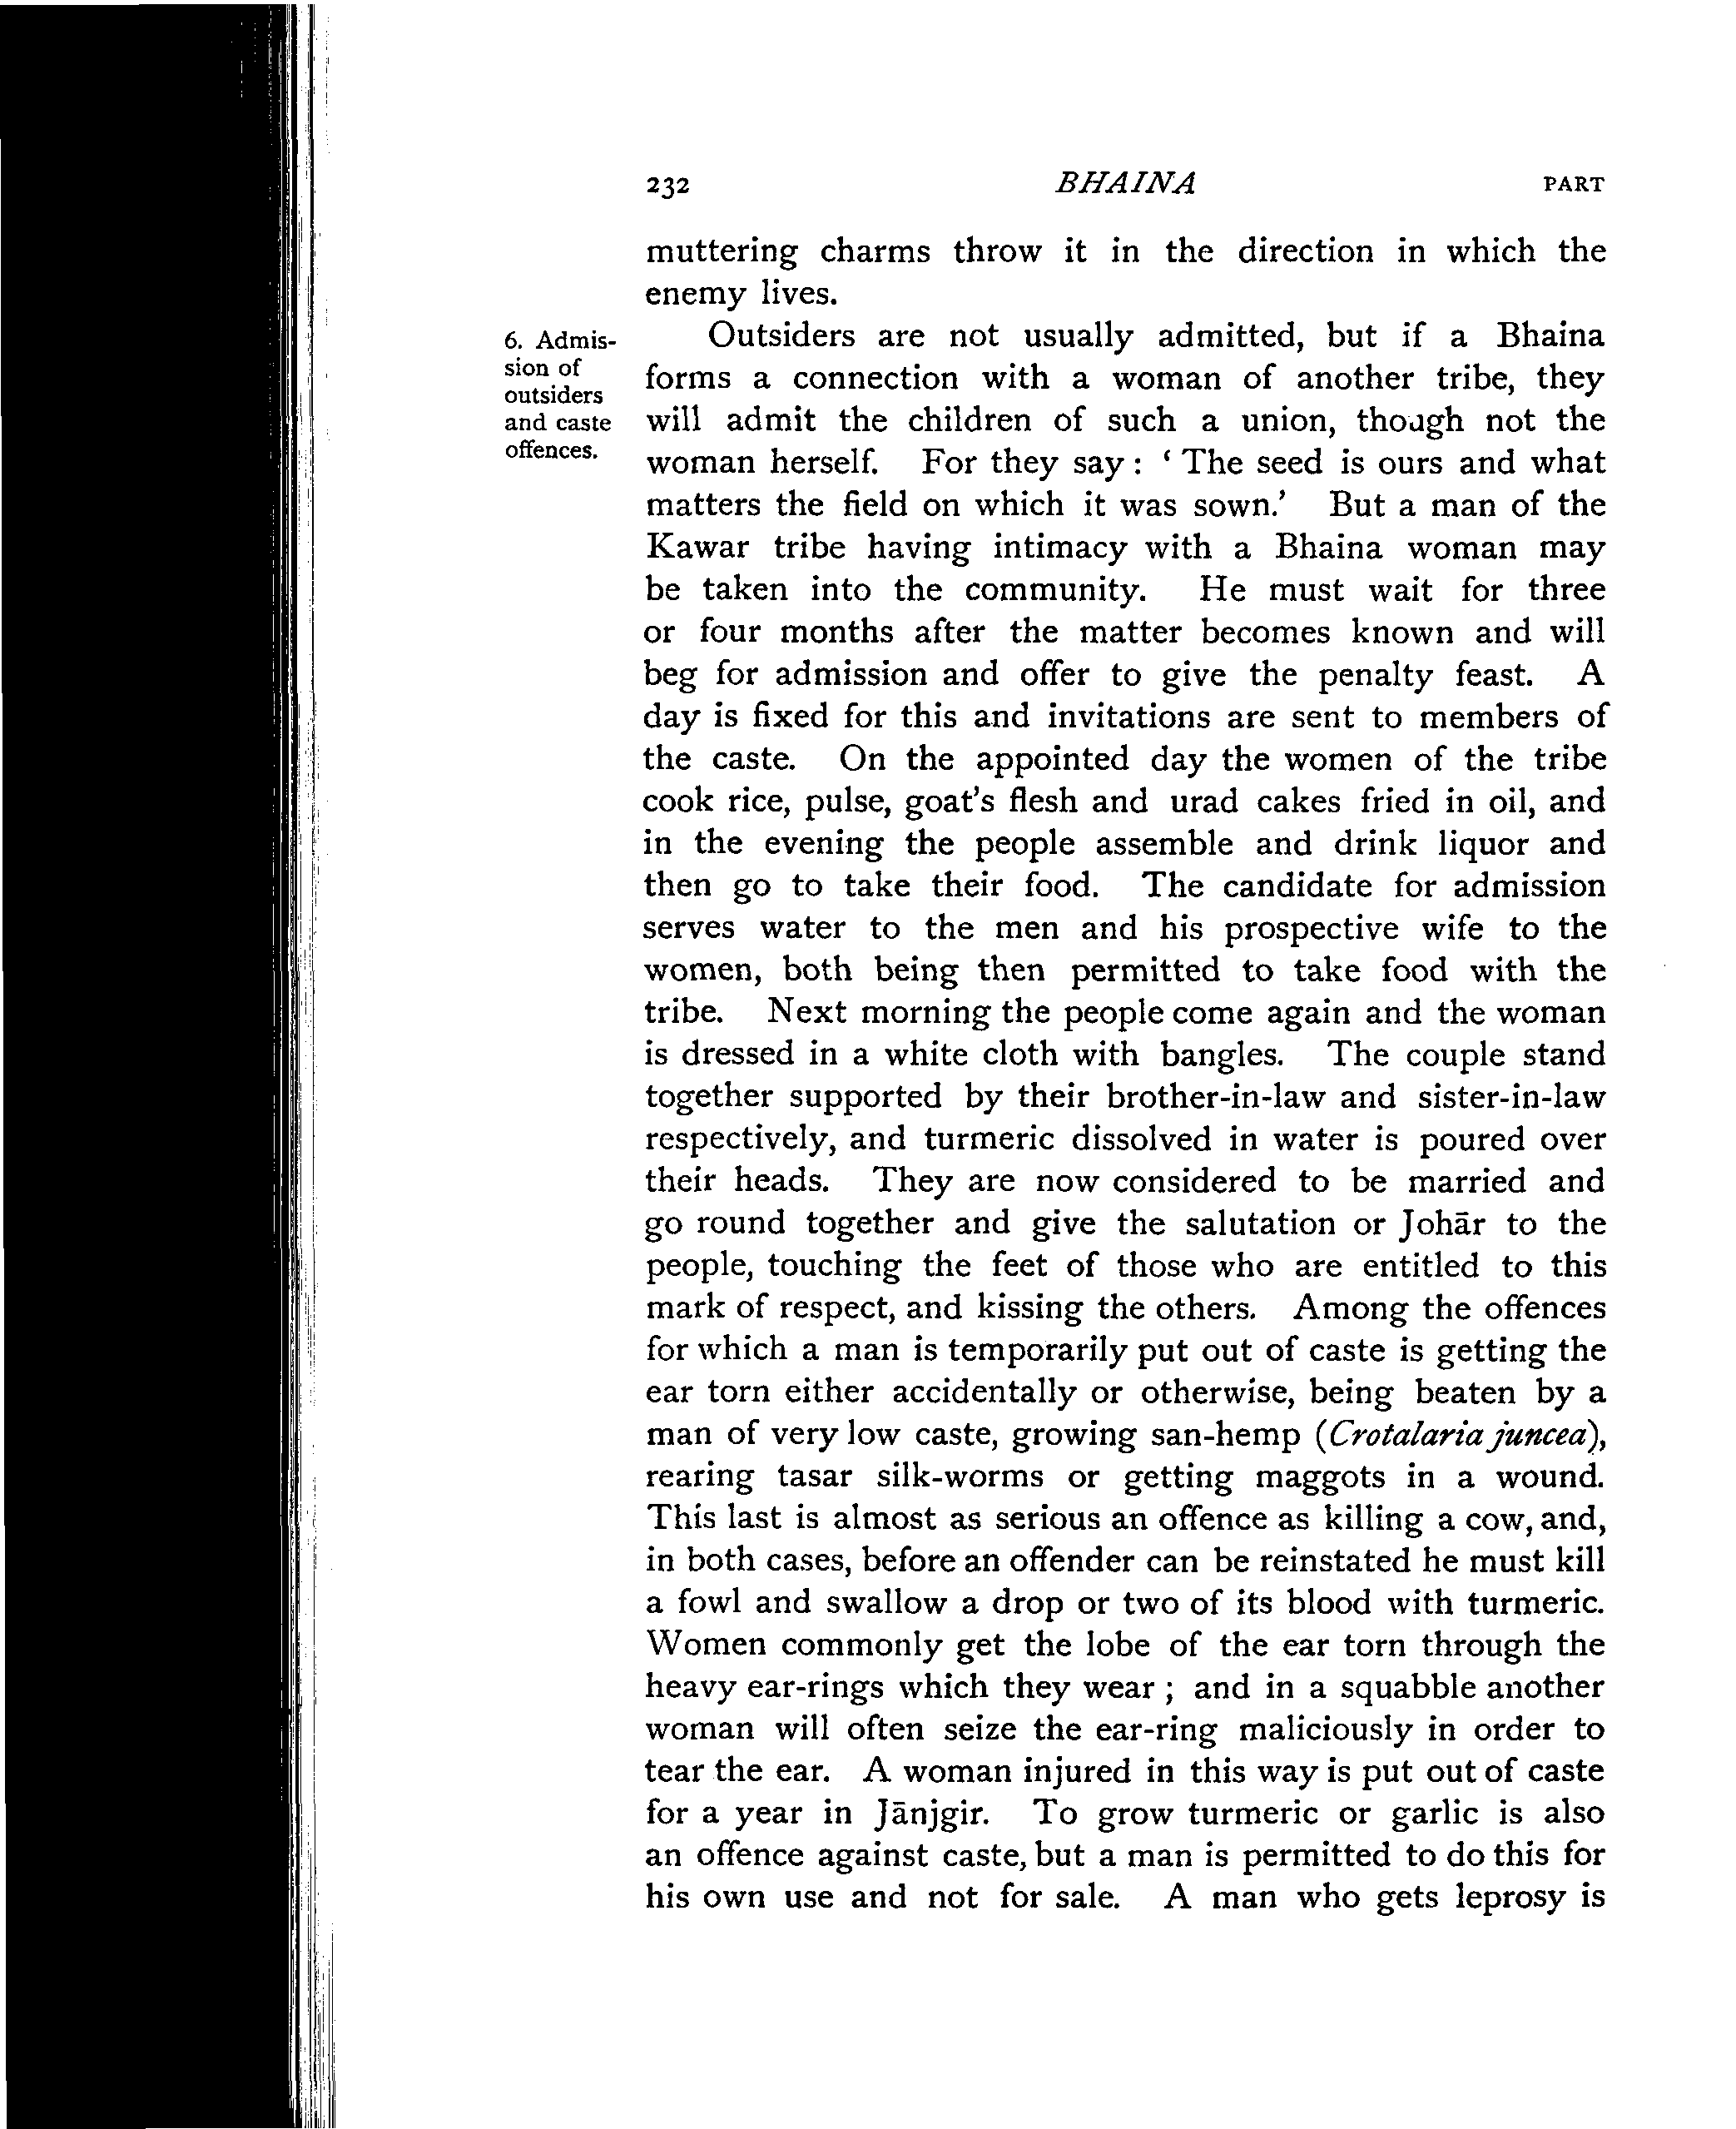 232 BHAINA PART
muttering charms throw it in the direction in which the
enemy lives.
6. Admis-
sion of
outsiders
and caste
offences.
Outsiders are not usually admitted, but if a Bhaina
forms a connection with a woman of another tribe, they
will admit the children of such a union, though not the
woman herself. For they say : ‘ The seed is ours and what
matters the field on which it was sown.’ But a man of the
Kawar tribe having intimacy with a Bhaina woman may
be taken into the community. He must wait for three
or four months after the matter becomes known and will
beg for admission and offer to give the penalty feast. A
day is fixed for this and invitations are sent to members of
the caste. On the appointed day the women of the tribe
cook rice, pulse, goat's flesh and urad cakes fried in oil, and
in the evening the people assemble and drink liquor and
then go to take their food. The candidate for admission
serves water to the men and his prospective wife to the
women, both being then permitted to take food with the
tribe. Next morning the people come again and the woman
is dressed in a white cloth with bangles. The couple stand
together supported by their brother-in-law and sister-in-law
respectively, and turmeric dissolved in water is poured over
their heads. They are now considered to be married and
go round together and give the salutation or Johār to the
people, touching the feet of those who are entitled to this
mark of respect, and kissing the others. Among the offences
for which a man is temporarily put out of caste is getting the
ear torn either accidentally or otherwise, being beaten by a
man of very low caste, growing san-hemp (Crotalaria juncea),
rearing tasar silk-worms or getting maggots in a wound.
This last is almost as serious an offence as killing a cow, and,
in both cases, before an offender can be reinstated he must kill
a fowl and swallow a drop or two of its blood with turmeric.
Women commonly get the lobe of the ear torn through the
heavy ear-rings which they wear ; and in a squabble another
woman will often seize the ear-ring maliciously in order to
tear the ear. A woman injured in this way is put out of caste
for a year in Jānjgir. To grow turmeric or garlic is also
an offence against caste, but a man is permitted to do this for
his own use and not for sale. A man who gets leprosy is